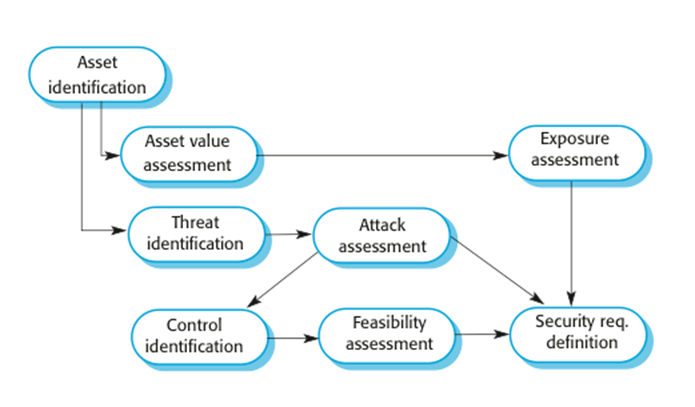 Asset
identification
Asset value
assessment
Exposure
assessment
Threat
identification
Attack
assessment
Control
identification
Feasibility
assessment
Security req.
definition